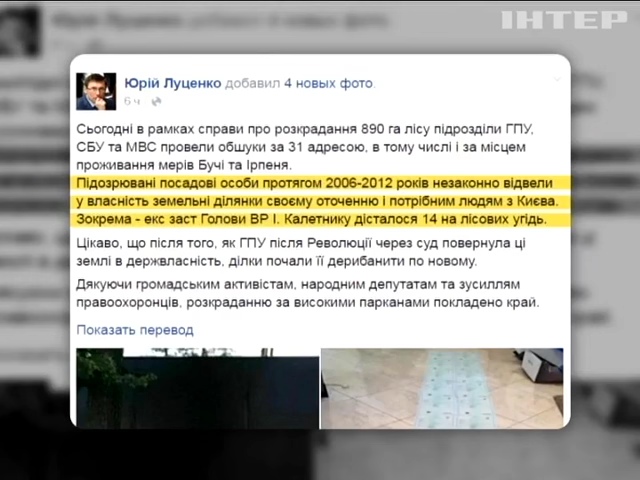 ІНТЕР
Юрій Луценко добавил 4 новых фото.
6 ч
Сьогодні в рамках справи про розкрадання 890 га лісу підрозділи ГПУ,
СБУ та МВС провели обшуки за 31 адресою, в тому числі і за місцем
проживання мерів Бучі та Ірпеня.
Підозрювані посадові особи протягом 2006-2012 років незаконно відвели
у власність земельні ділянки своєму оточенню і потрібним людям з Києва.
Зокрема - екс заст Голови ВР І. Калетнику дісталося 14 на лісових угідь.
Цікаво, що після того, як ГПУ після Революції через суд повернула ці
землі в держвласність, ділки почали її дерибанити по новому.
Дякуючи громадським активістам, народним депутатам та зусиллям
правоохоронців, розкраданню за високими парканами покладено край.
Показать перевод